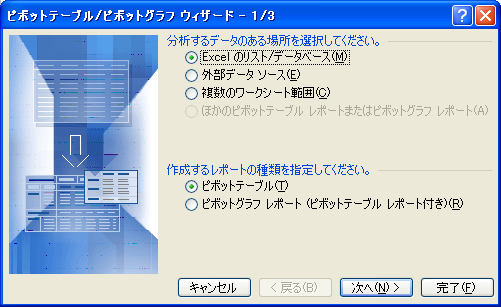 ピボットテーブル/ピボットグラフ ウィザード - 1/3
分析するデータのある場所を選択してください。
Excel のリスト/データベース(M)
外部データ ソース(E)
複数のワークシート範囲(C)
ほかのピボットテーブル レポートまたはピボットグラフ レポート(A)
作成するレポートの種類を指定してください。
ピボットテーブル(T)
ピボットグラフ レポート (ピボットテーブル レポート付き)(R)
キャンセル
< 戻る(B)
次へ(N) >
完了(F)